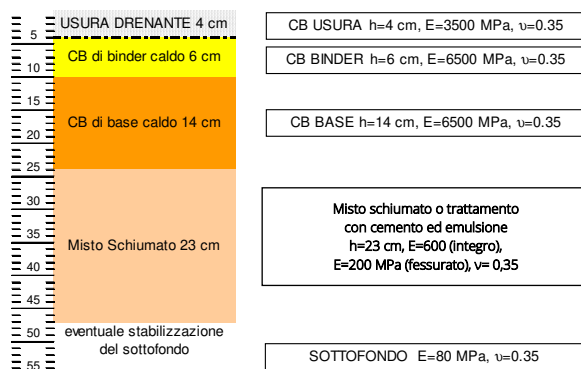 USURA DRENANTE 4 cm
CB di binder caldo 6 cm
CB di base caldo 14 cm
Misto Schiumato 23 cm
eventuale stabilizzazione
del sottofondo
5
10
15
20
25
30
35
40
45
50
55
CB USURA h=4 cm, E=3500 MPa, υ=0.35
CB BINDER h=6 cm, E=6500 MPa, υ=0.35
CB BASE h=14 cm, E=6500 MPa, υ=0.35
Misto schiumato o trattamento
con cemento ed emulsione
h=23 cm, E=600 (integro),
E=200 MPa (fessurato), ν= 0,35
SOTTOFONDO E=80 MPa, υ=0.35